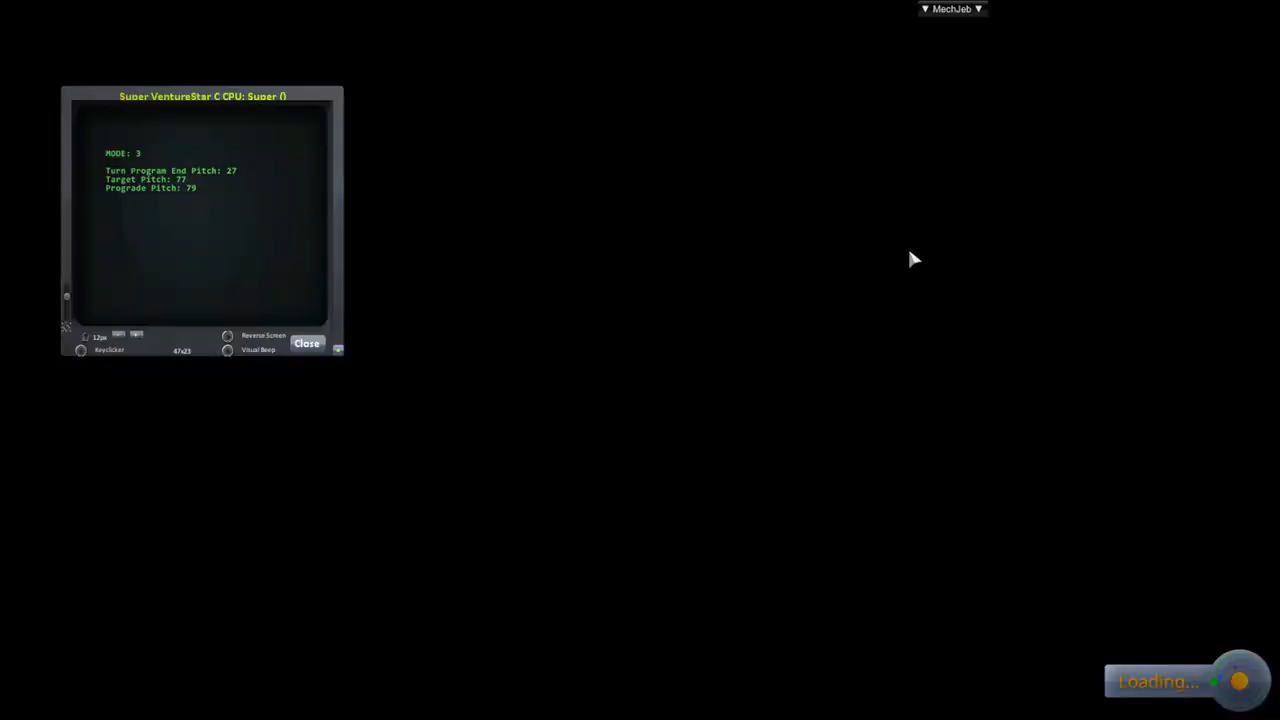 ▼ MechJeb ▼
Super VentureStar C CPU: Super ()
MODE: 3
Turn Program End Pitch: 27
Target Pitch: 77
Prograde Pitch: 79
12px
- +
Reverse Screen
Close
Keyclicker
47x23
Visual Beep
Loading...